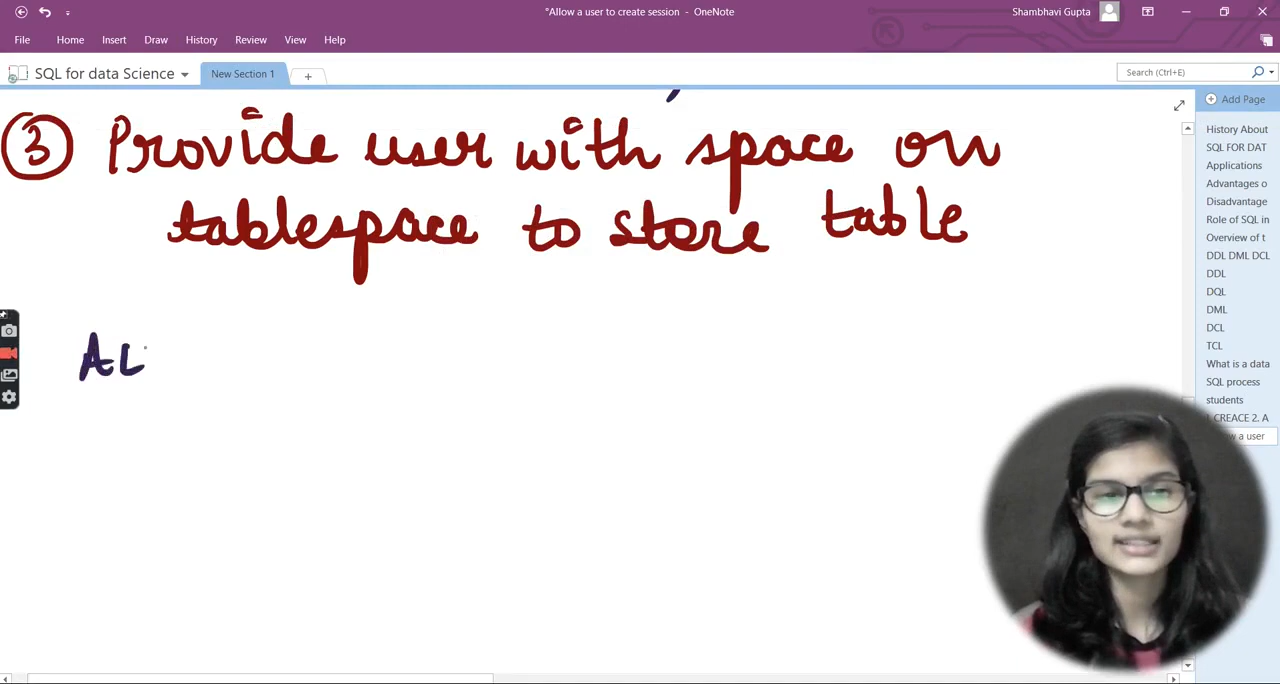 *Allow a user to create session - OneNote
Shambhavi Gupta
File Home Insert Draw History Review View Help
SQL for data Science
New Section 1
+
Search (Ctrl+E)
Add Page
③ Provide user with space on
tablespace to store table
AL
History About
SQL FOR DAT
Applications
Advantages o
Disadvantage
Role of SQL in
Overview of t
DDL DML DCL
DDL
DQL
DML
DCL
TCL
What is a data
SQL process
students
CREACE 2. A
a user